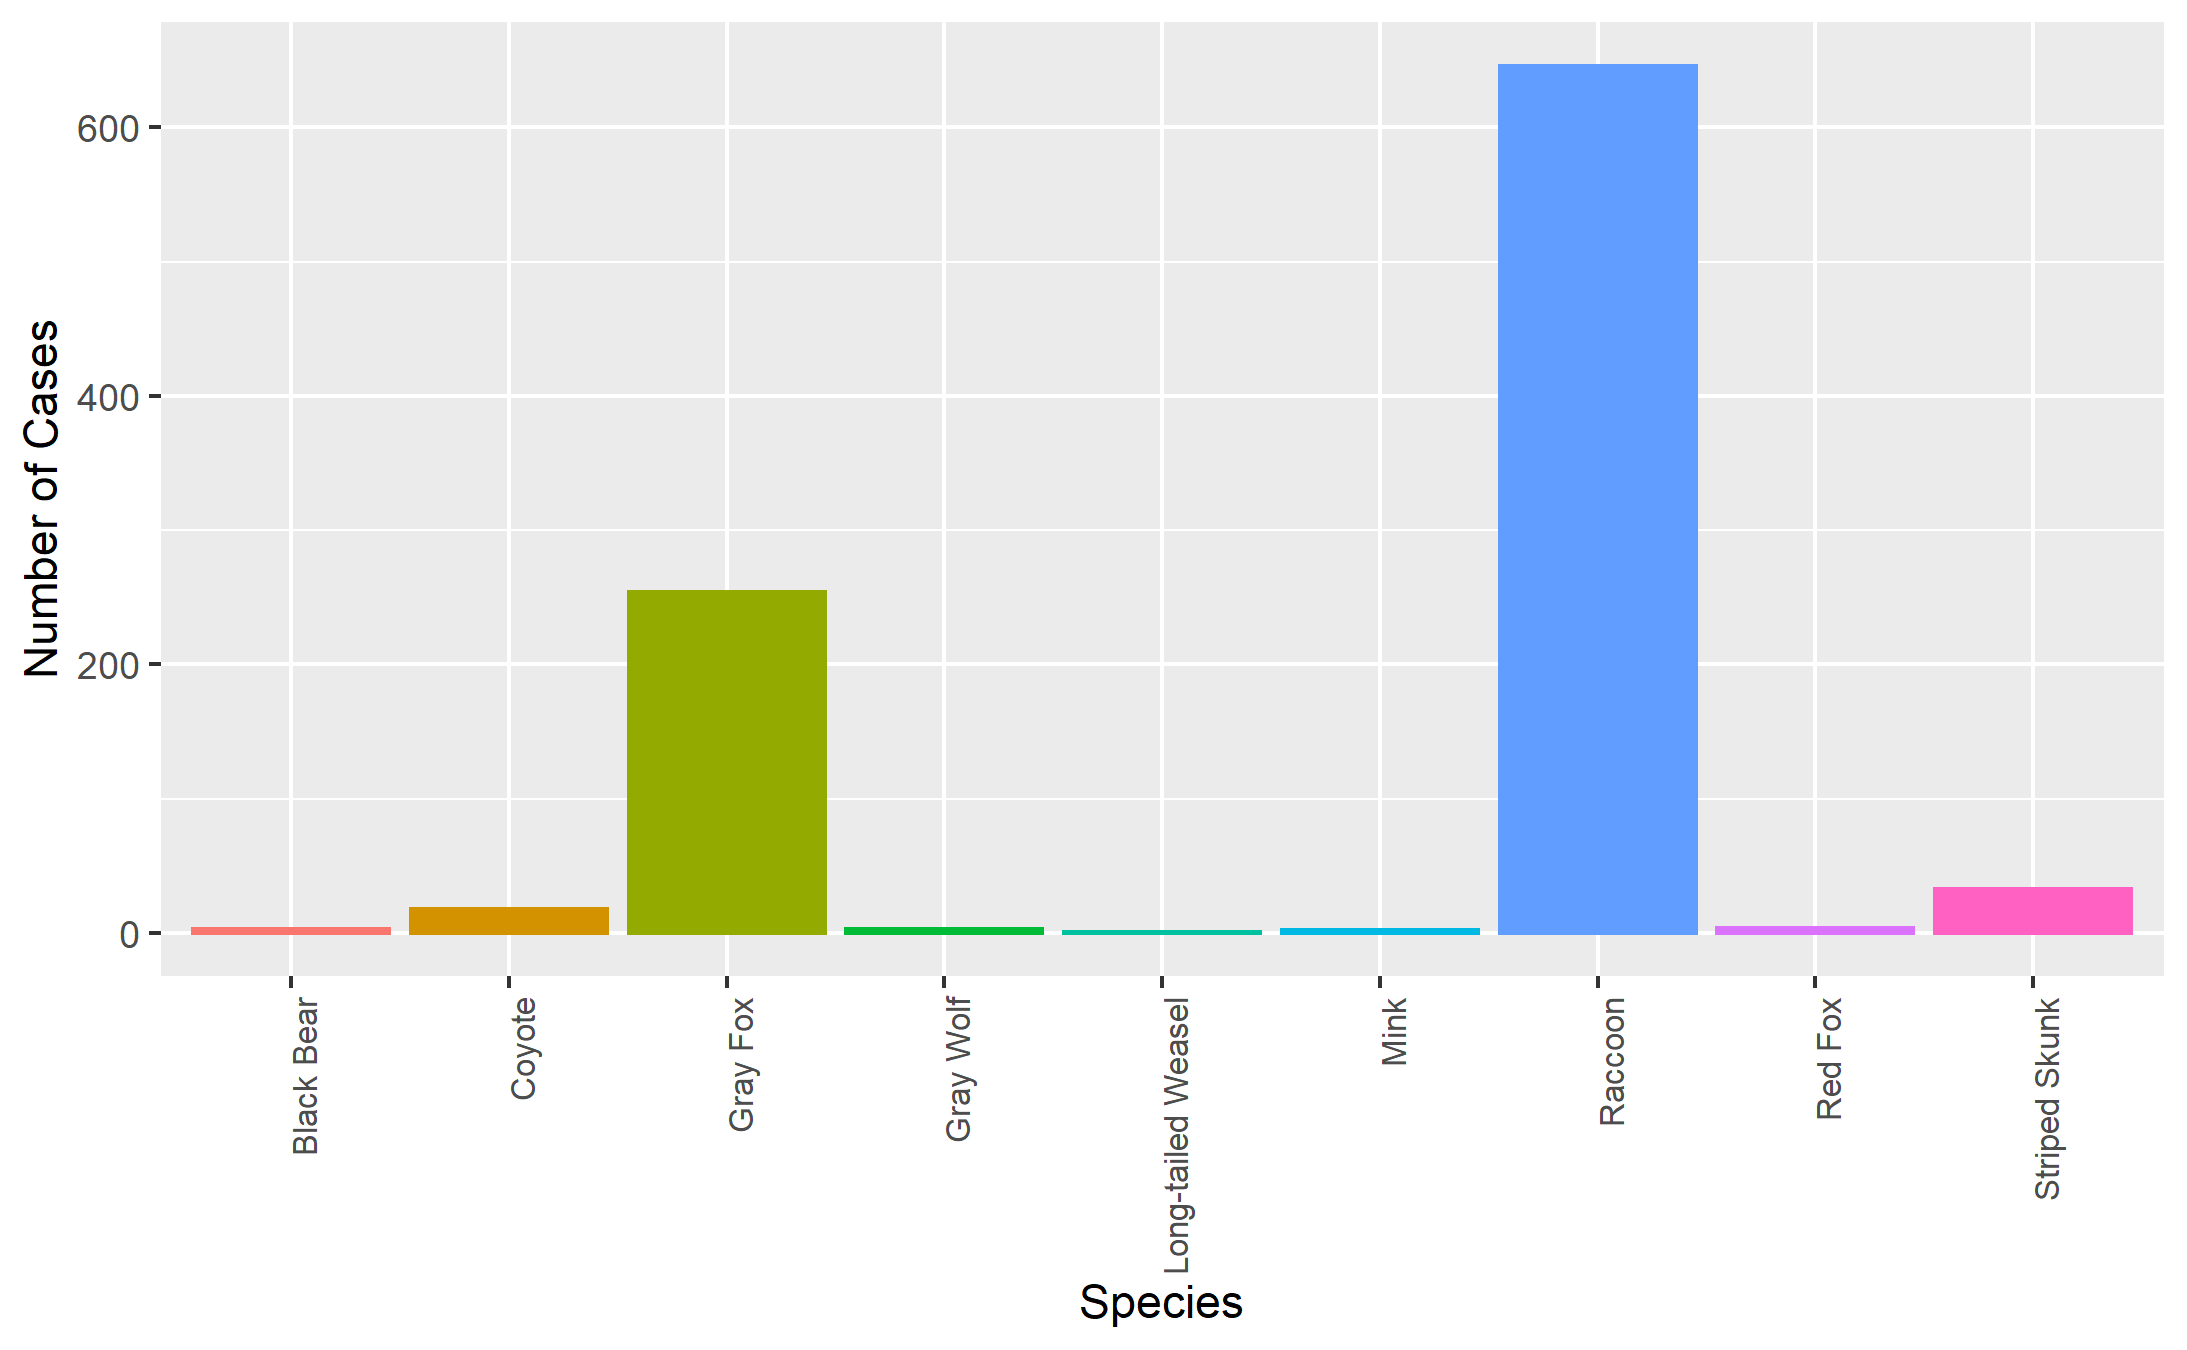 Number of Cases
600
400
200
0
Black Bear
Coyote
Gray Fox
Gray Wolf
Long-tailed Weasel
Mink
Raccoon
Red Fox
Striped Skunk
Species